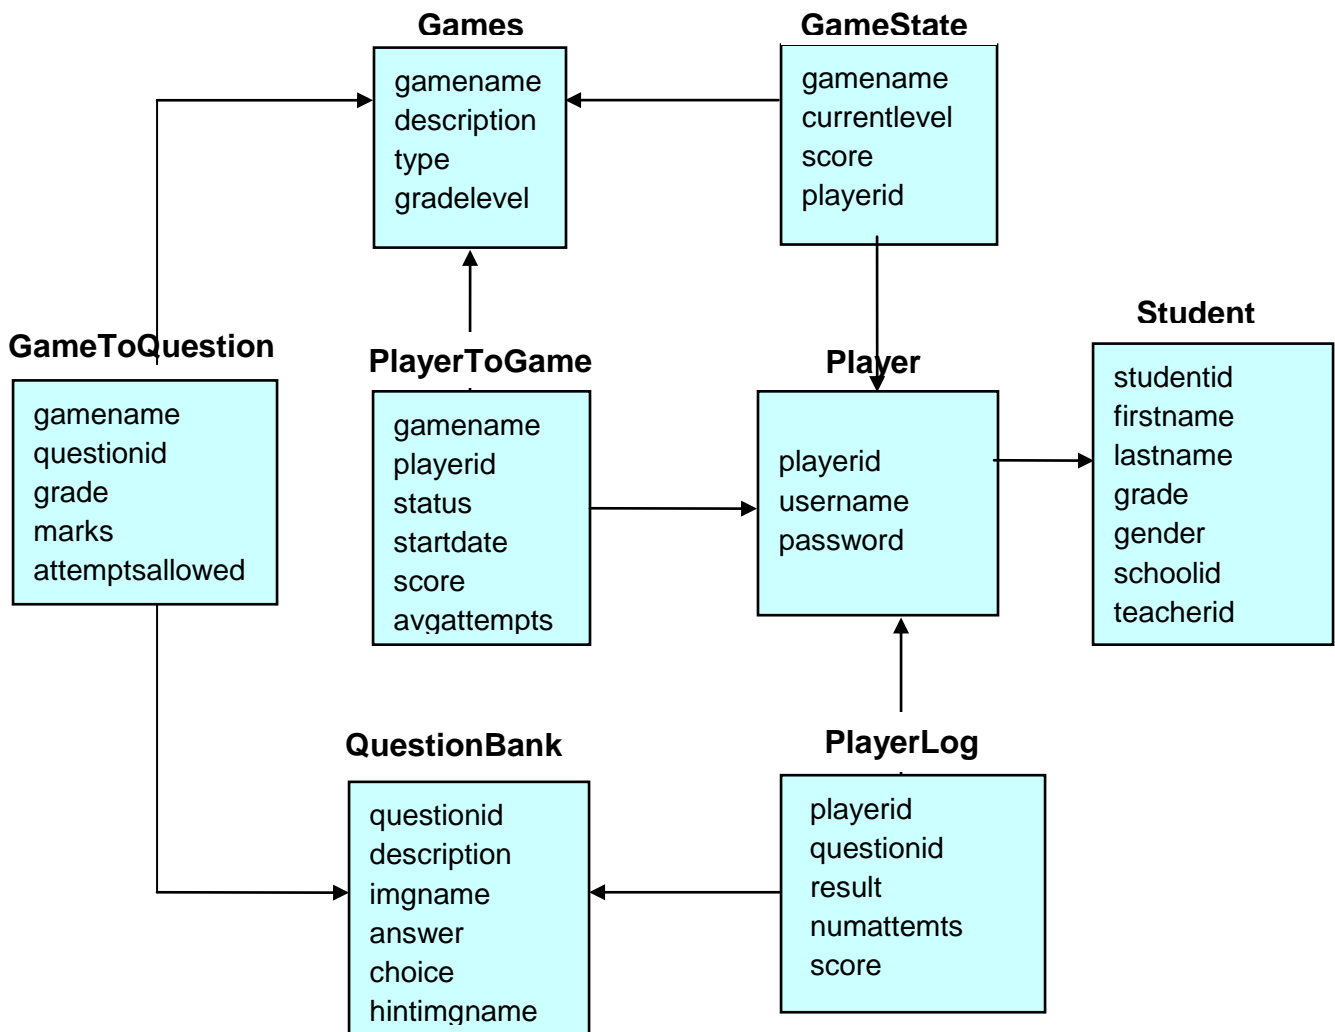 Games
gamename
description
type
gradelevel
GameState
gamename
currentlevel
score
playerid
GameToQuestion
gamename
questionid
grade
marks
attemptsallowed
PlayerToGame
gamename
playerid
status
startdate
score
avgattempts
Player
playerid
username
password
Student
studentid
firstname
lastname
grade
gender
schoolid
teacherid
QuestionBank
questionid
description
imgname
answer
choice
hintimgname
PlayerLog
playerid
questionid
result
numattemts
score